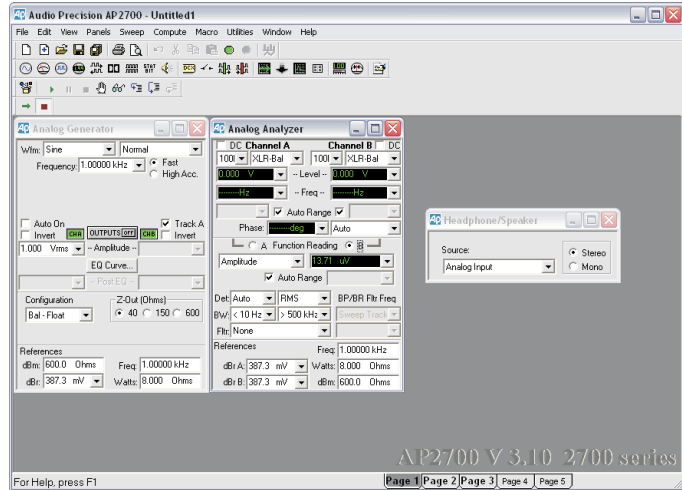 Audio Precision AP2700 - Untitled1
File Edit View Panels Sweep Compute Macro Utilities Window Help
Analog Generator
Wfm: Sine Normal
Frequency: 1.00000 kHz Fast
High Acc.
Auto On Track A
Invert CHA OUTPUTS OFF CHB Invert
1.000 Vrms -- Amplitude --
EQ Curve...
-- Post EQ --
Configuration Z-Out (Ohms)
Bal - Float 40 150 600
References
dBm: 600.0 Ohms Freq: 1.00000 kHz
dBr: 387.3 mV Watts: 8.000 Ohms
Analog Analyzer
DC Channel A Channel B DC
XLR-Bal XLR-Bal
0.000 V -- Level -- 0.000 V
--------Hz -- Freq -- --------Hz
Auto Range
Phase: --------deg Auto
A Function Reading B
Amplitude 13.71 uV
Auto Range
Det: Auto RMS BP/BR Fltr Freq
BW: < 10 Hz > 500 kHz Sweep Track
Fltr: None
References Freq: 1.00000 kHz
dBr A: 387.3 mV Watts: 8.000 Ohms
dBr B: 387.3 mV dBm: 600.0 Ohms
Headphone/Speaker
Source: Stereo
Analog Input Mono
AP2700 V 3.10 2700 series
For Help, press F1 Page 1 Page 2 Page 3 Page 4 Page 5